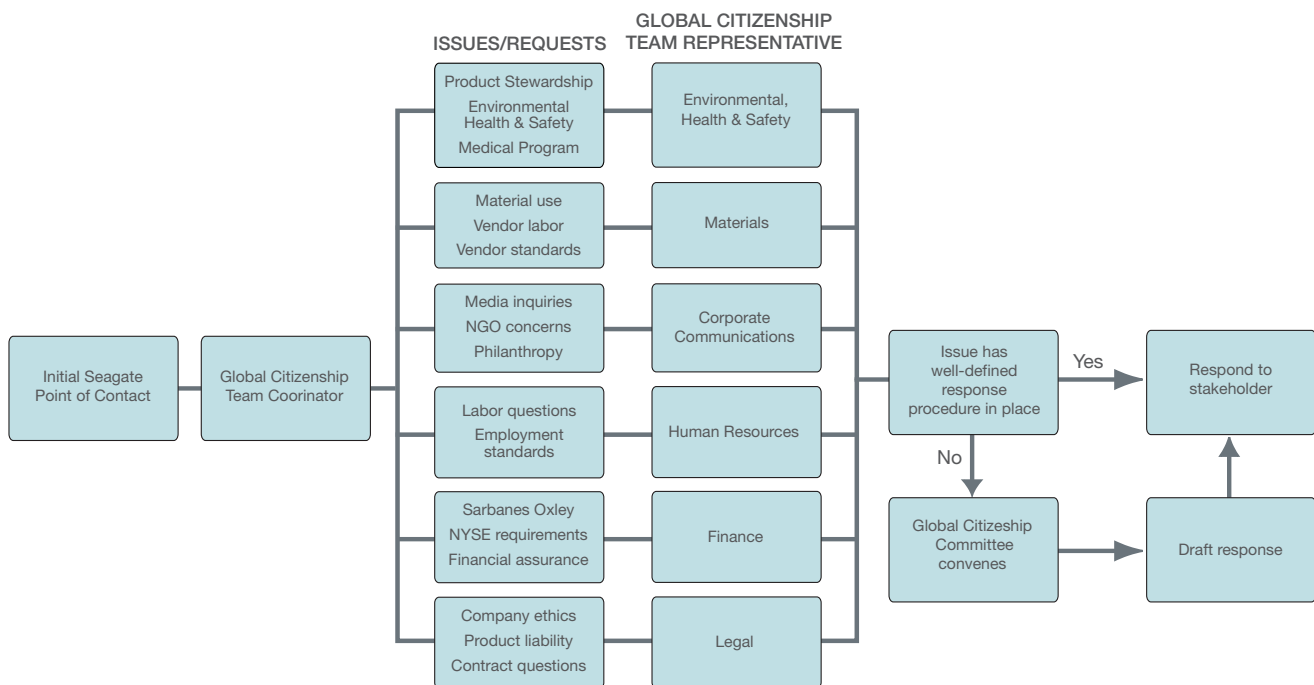 ISSUES/REQUESTS
GLOBAL CITIZENSHIP
TEAM REPRESENTATIVE
Initial Seagate
Point of Contact
Global Citizenship
Team Coorinator
Product Stewardship
Environmental
Health & Safety
Medical Program
Environmental,
Health & Safety
Material use
Vendor labor
Vendor standards
Materials
Media inquiries
NGO concerns
Philanthropy
Corporate
Communications
Labor questions
Employment
standards
Human Resources
Sarbanes Oxley
NYSE requirements
Financial assurance
Finance
Company ethics
Product liability
Contract questions
Legal
Issue has
well-defined
response
procedure in place
Yes
Respond to
stakeholder
No
Global Citizeship
Committee
convenes
Draft response